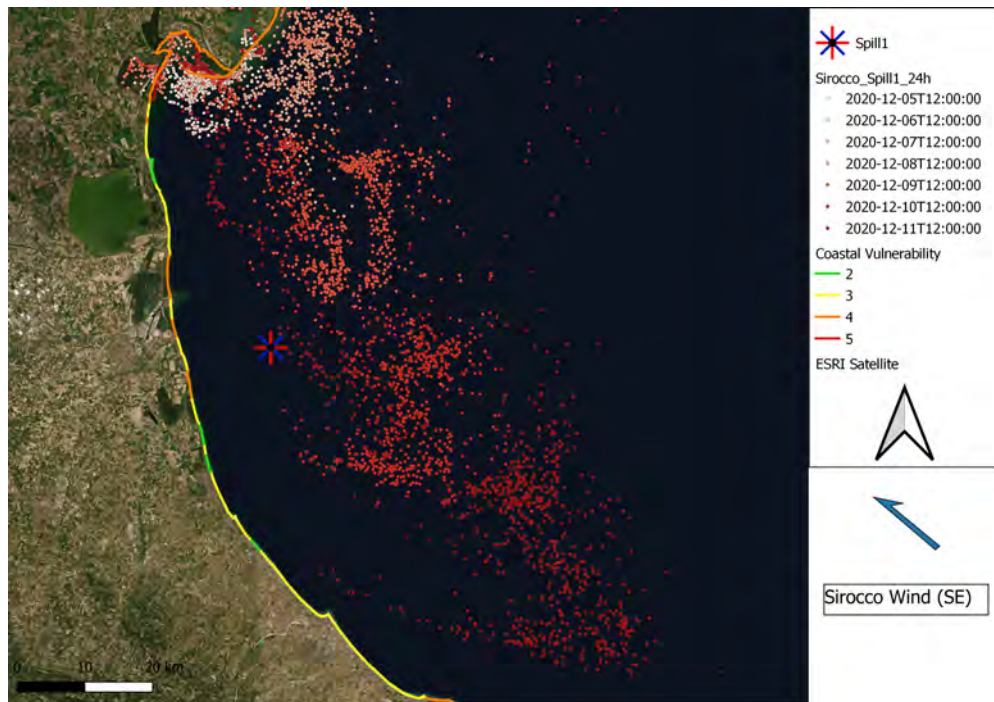 Spill1
Sirocco_Spill1_24h
2020-12-05T12:00:00
2020-12-06T12:00:00
2020-12-07T12:00:00
2020-12-08T12:00:00
2020-12-09T12:00:00
2020-12-10T12:00:00
2020-12-11T12:00:00
Coastal Vulnerability
2
3
4
5
ESRI Satellite
Sirocco Wind (SE)
0 10 20 km